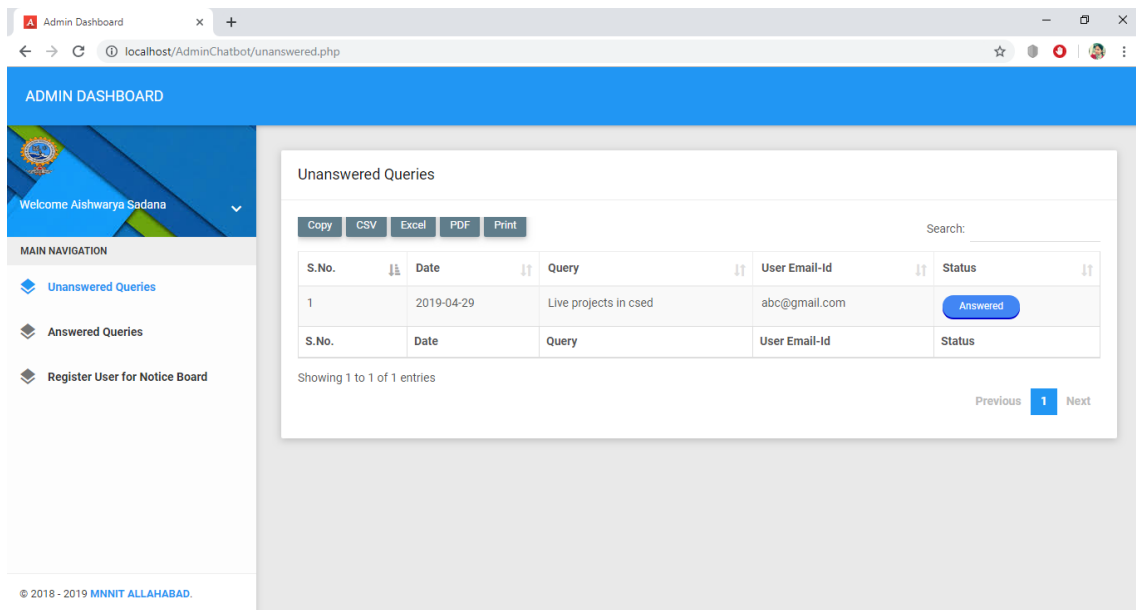 Admin Dashboard
localhost/AdminChatbot/unanswered.php
ADMIN DASHBOARD
Welcome Aishwarya Sadana
MAIN NAVIGATION
Unanswered Queries
Answered Queries
Register User for Notice Board
© 2018 - 2019 MNNIT ALLAHABAD.
Unanswered Queries
Copy CSV Excel PDF Print
Search:
S.No. Date Query User Email-Id Status
1 2019-04-29 Live projects in csed abc@gmail.com Answered
S.No. Date Query User Email-Id Status
Showing 1 to 1 of 1 entries
Previous 1 Next